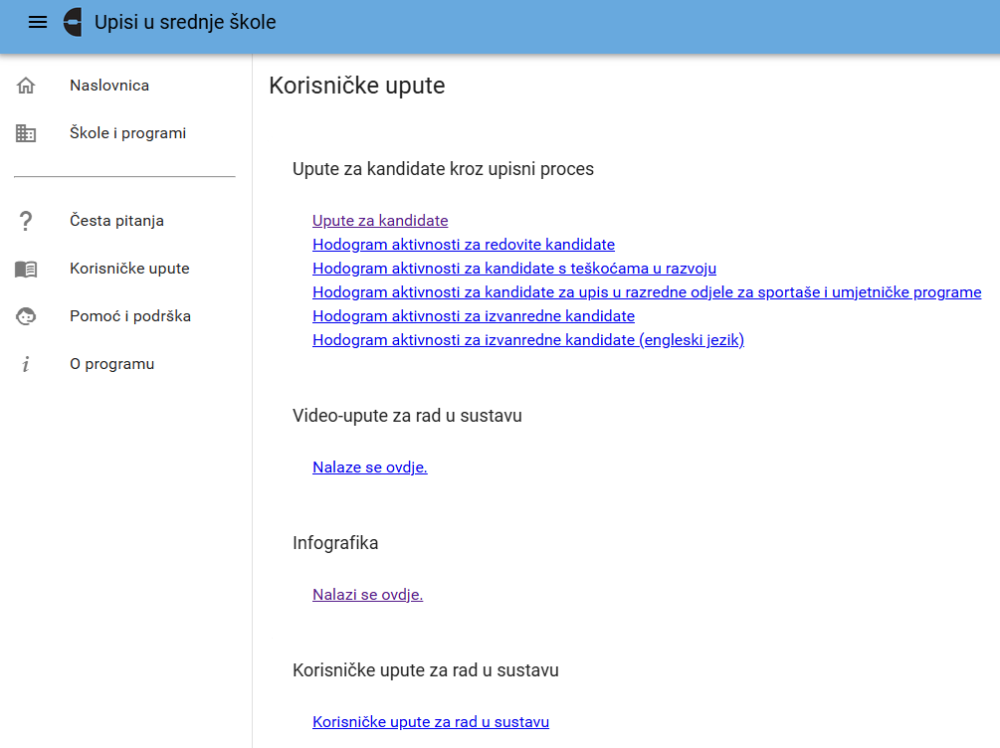 Upisi u srednje škole
Naslovnica
Škole i programi
Česta pitanja
Korisničke upute
Pomoć i podrška
O programu
Korisničke upute
Upute za kandidate kroz upisni proces
Upute za kandidate
Hodogram aktivnosti za redovite kandidate
Hodogram aktivnosti za kandidate s teškoćama u razvoju
Hodogram aktivnosti za kandidate za upis u razredne odjele za sportaše i umjetničke programe
Hodogram aktivnosti za izvanredne kandidate
Hodogram aktivnosti za izvanredne kandidate (engleski jezik)
Video-upute za rad u sustavu
Nalaze se ovdje.
Infografika
Nalazi se ovdje.
Korisničke upute za rad u sustavu
Korisničke upute za rad u sustavu